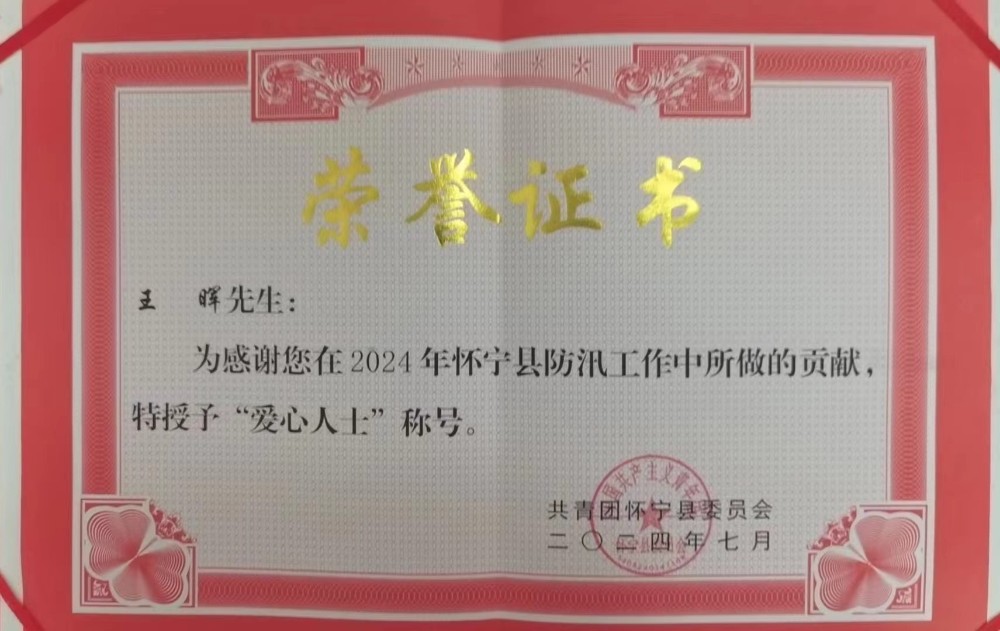 荣誉证书
王 晖先生：
为感谢您在2024年怀宁县防汛工作中所做的贡献，
特授予“爱心人士”称号。
共青团怀宁县委员会
二〇二四年七月